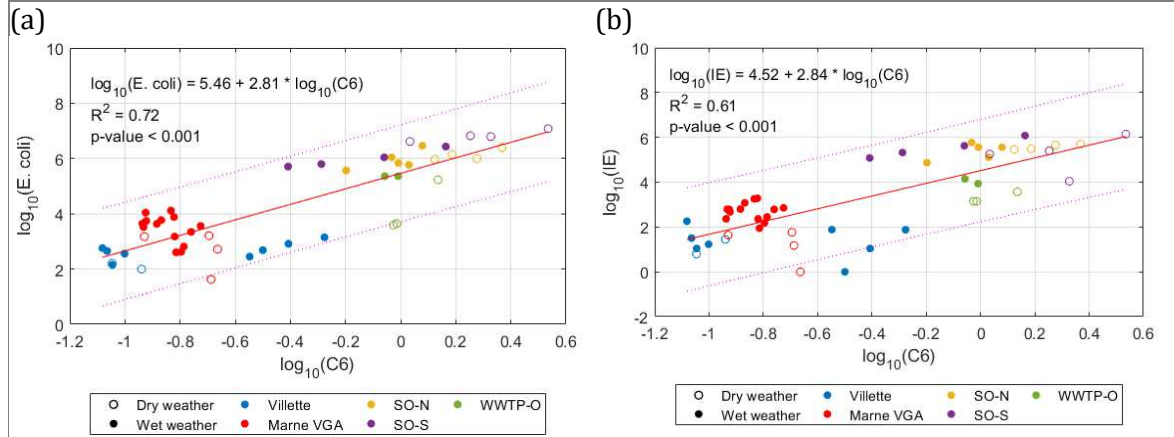 (a)
log10(E. coli) = 5.46 + 2.81 * log10(C6)
R2 = 0.72
p-value < 0.001
log10(E. coli)
10
8
6
4
2
0
-1.2 -1 -0.8 -0.6 -0.4 -0.2 0 0.2 0.4 0.6
log10(C6)
Dry weather Villette SO-N WWTP-O
Wet weather Marne VGA SO-S
(b)
log10(IE) = 4.52 + 2.84 * log10(C6)
R2 = 0.61
p-value < 0.001
log10(IE)
10
8
6
4
2
0
-2
-1.2 -1 -0.8 -0.6 -0.4 -0.2 0 0.2 0.4 0.6
log10(C6)
Dry weather Villette SO-N WWTP-O
Wet weather Marne VGA SO-S